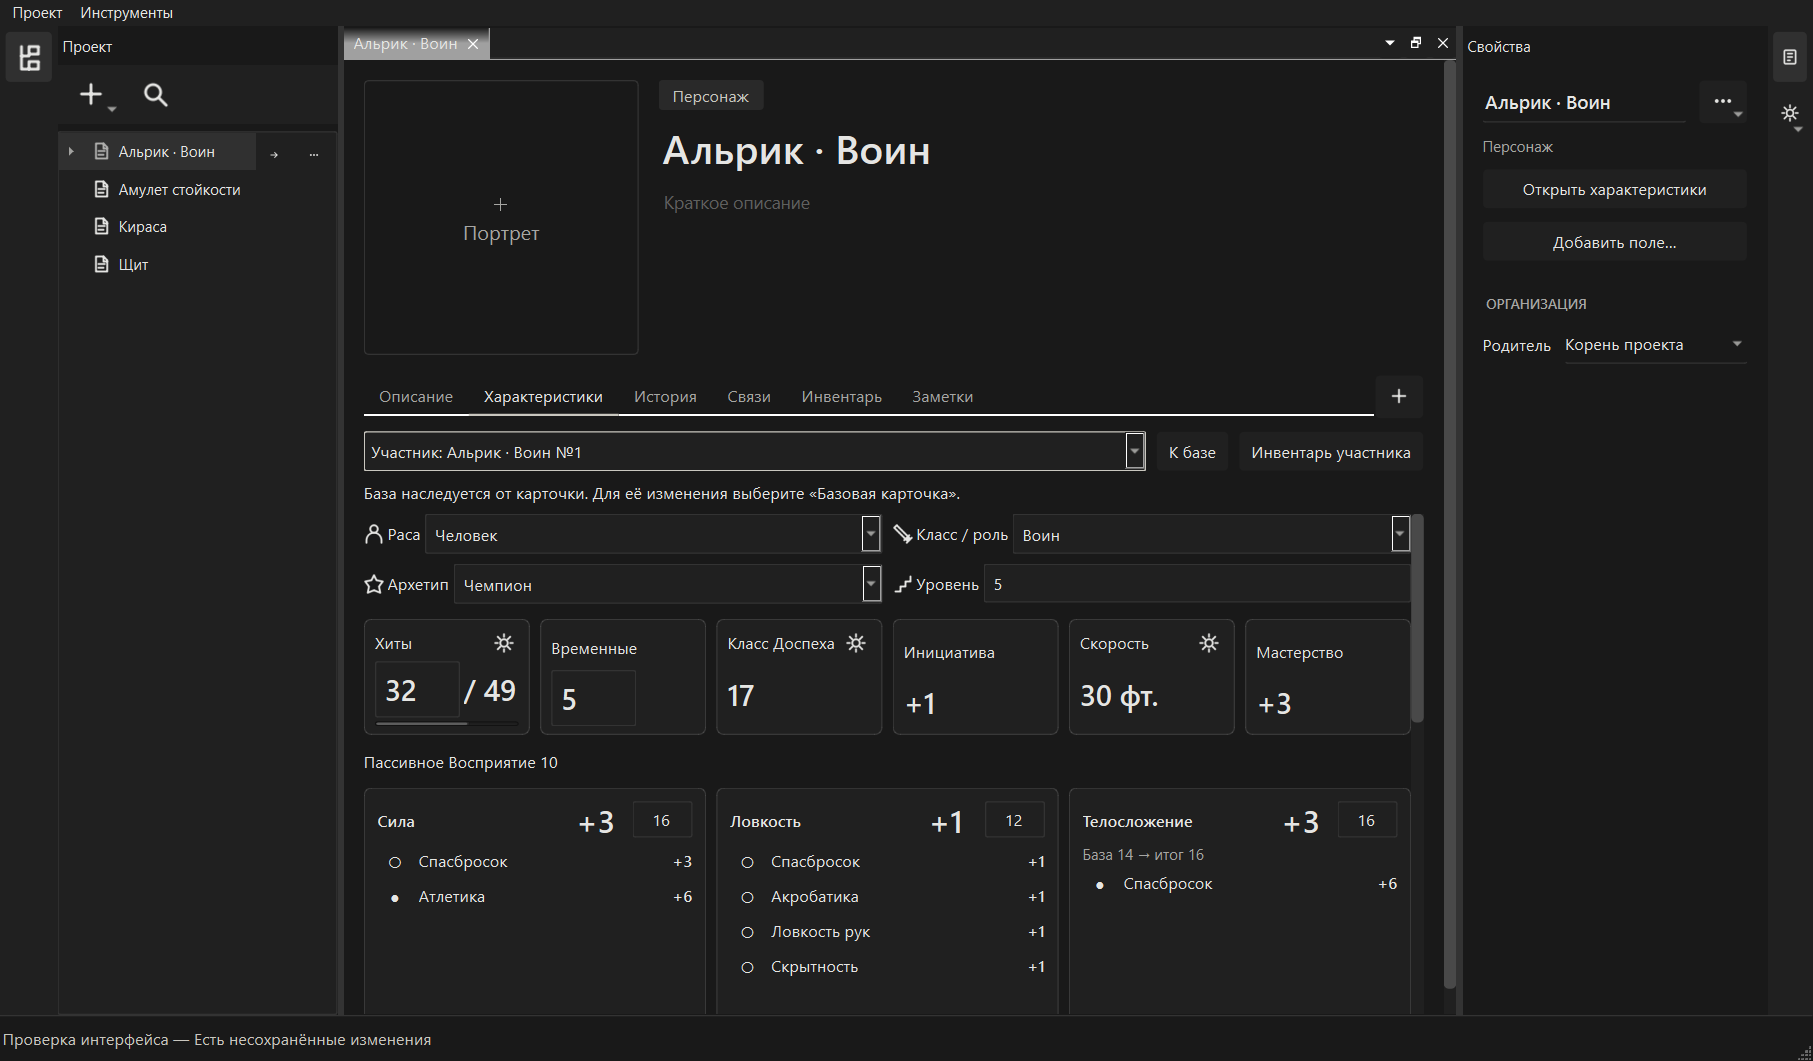 Проект Инструменты
Проект
Альрик · Воин
Амулет стойкости
Кираса
Щит
Альрик · Воин
Портрет
Персонаж
Альрик · Воин
Краткое описание
Описание Характеристики История Связи Инвентарь Заметки
Участник: Альрик · Воин №1 К базе Инвентарь участника
База наследуется от карточки. Для её изменения выберите «Базовая карточка».
Раса Человек Класс / роль Воин
Архетип Чемпион Уровень 5
Хиты
32 / 49
Временные
5
Класс Доспеха
17
Инициатива
+1
Скорость
30 фт.
Мастерство
+3
Пассивное Восприятие 10
Сила +3 16
Спасбросок +3
Атлетика +6
Ловкость +1 12
Спасбросок +1
Акробатика +1
Ловкость рук +1
Скрытность +1
Телосложение +3 16
База 14 → итог 16
Спасбросок +6
Свойства
Альрик · Воин
Персонаж
Открыть характеристики
Добавить поле...
ОРГАНИЗАЦИЯ
Родитель Корень проекта
Проверка интерфейса — Есть несохранённые изменения